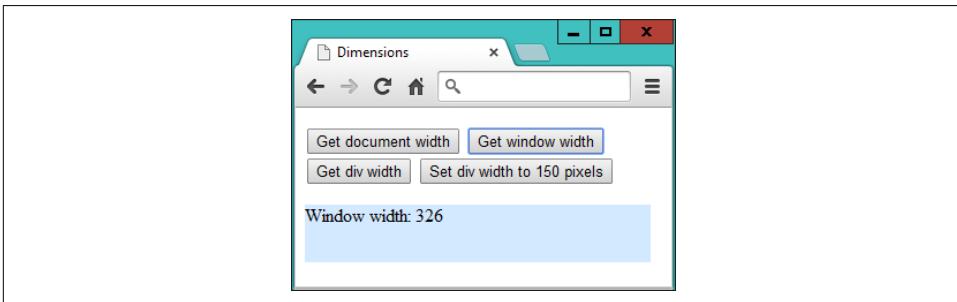 Dimensions
Get document width Get window width
Get div width Set div width to 150 pixels
Window width: 326